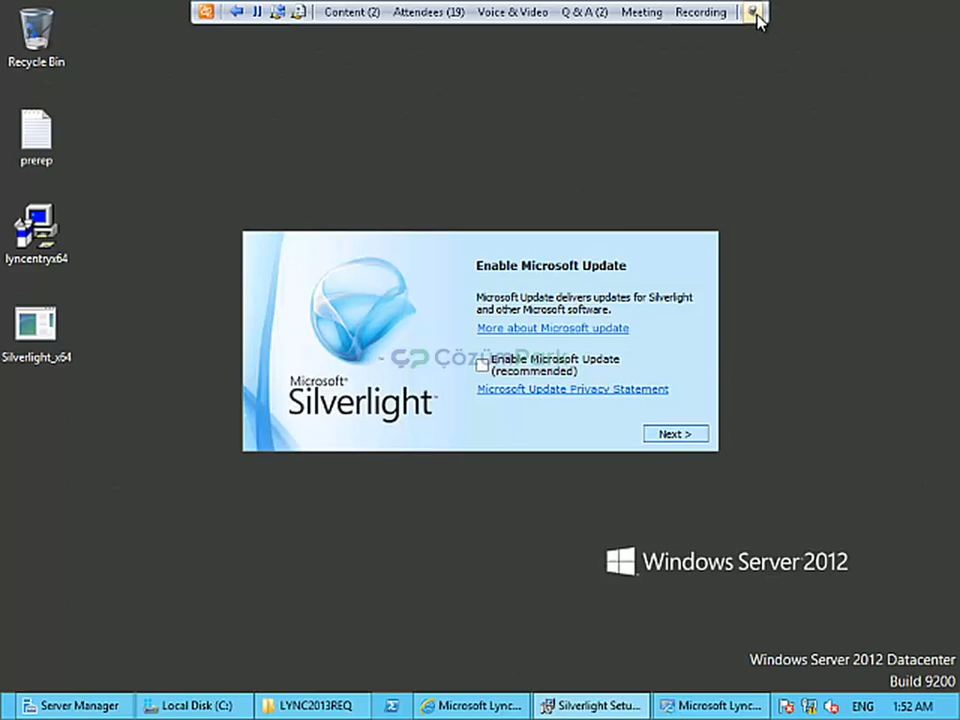 Content (2) Attendees (19) Voice & Video Q & A (2) Meeting Recording
Recycle Bin
prerep
lyncentryx64
Silverlight_x64
Enable Microsoft Update
Microsoft Update delivers updates for Silverlight
and other Microsoft software.
More about Microsoft update
ÇözümPark
Enable Microsoft Update
(recommended)
Microsoft Update Privacy Statement
Microsoft®
Silverlight™
Next >
Windows Server 2012
Windows Server 2012 Datacenter
Build 9200
Server Manager Local Disk (C:) LYNC2013REQ Microsoft Lync... Silverlight Setu... Microsoft Lync... ENG 1:52 AM